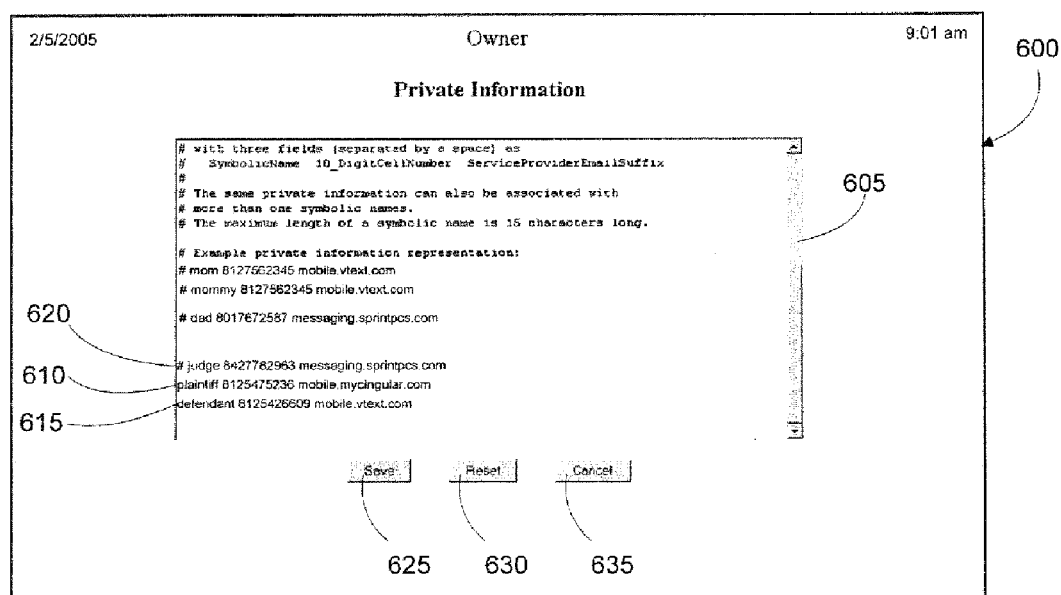 2/5/2005 Owner 9:01 am
600
Private Information
# with three fields (separated by a space) as
# SymbolicName 10_DigitCellNumber ServiceProviderEmailSuffix
#
605
# The same private information can also be associated with
# more than one symbolic names.
# The maximum length of a symbolic name is 15 characters long.
# Example private information representation:
# mom 8127562345 mobile.vtext.com
# mommy 8127562345 mobile.vtext.com
# dad 8017672587 messaging.sprintpcs.com
620
# judge 8427782963 messaging.sprintpcs.com
610
plaintiff 8125475236 mobile.mycingular.com
defendant 8125426609 mobile.vtext.com
615
Save Reset Cancel
625 630 635